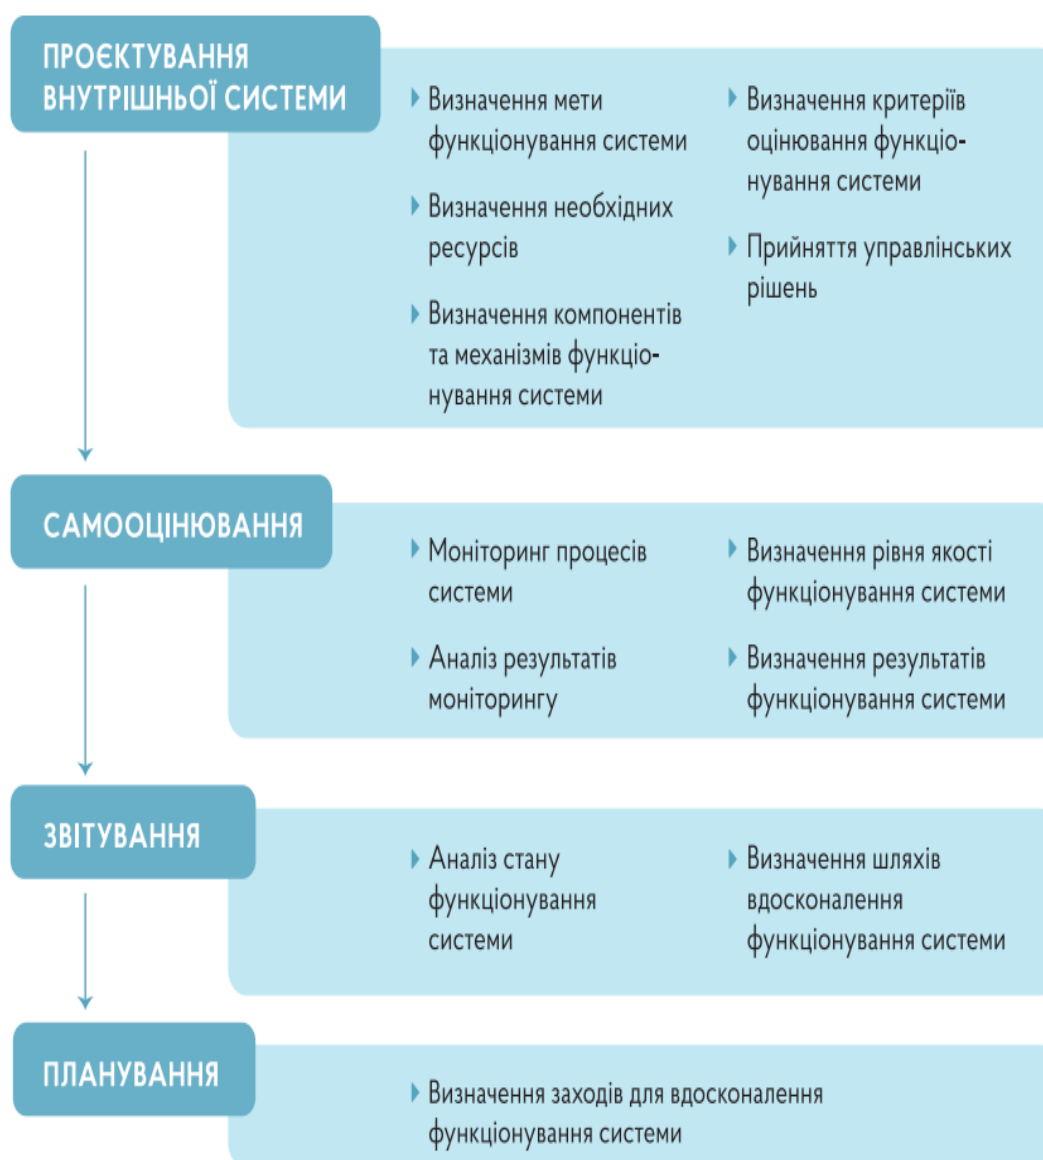 ПРОЄКТУВАННЯ
ВНУТРІШНЬОЇ СИСТЕМИ
Визначення мети
функціонування системи
Визначення необхідних
ресурсів
Визначення компонентів
та механізмів функціо-
нування системи
Визначення критеріїв
оцінювання функціо-
нування системи
Прийняття управлінських
рішень
САМООЦІНЮВАННЯ
Моніторинг процесів
системи
Аналіз результатів
моніторингу
Визначення рівня якості
функціонування системи
Визначення результатів
функціонування системи
ЗВІТУВАННЯ
Аналіз стану
функціонування
системи
Визначення шляхів
вдосконалення
функціонування системи
ПЛАНУВАННЯ
Визначення заходів для вдосконалення
функціонування системи